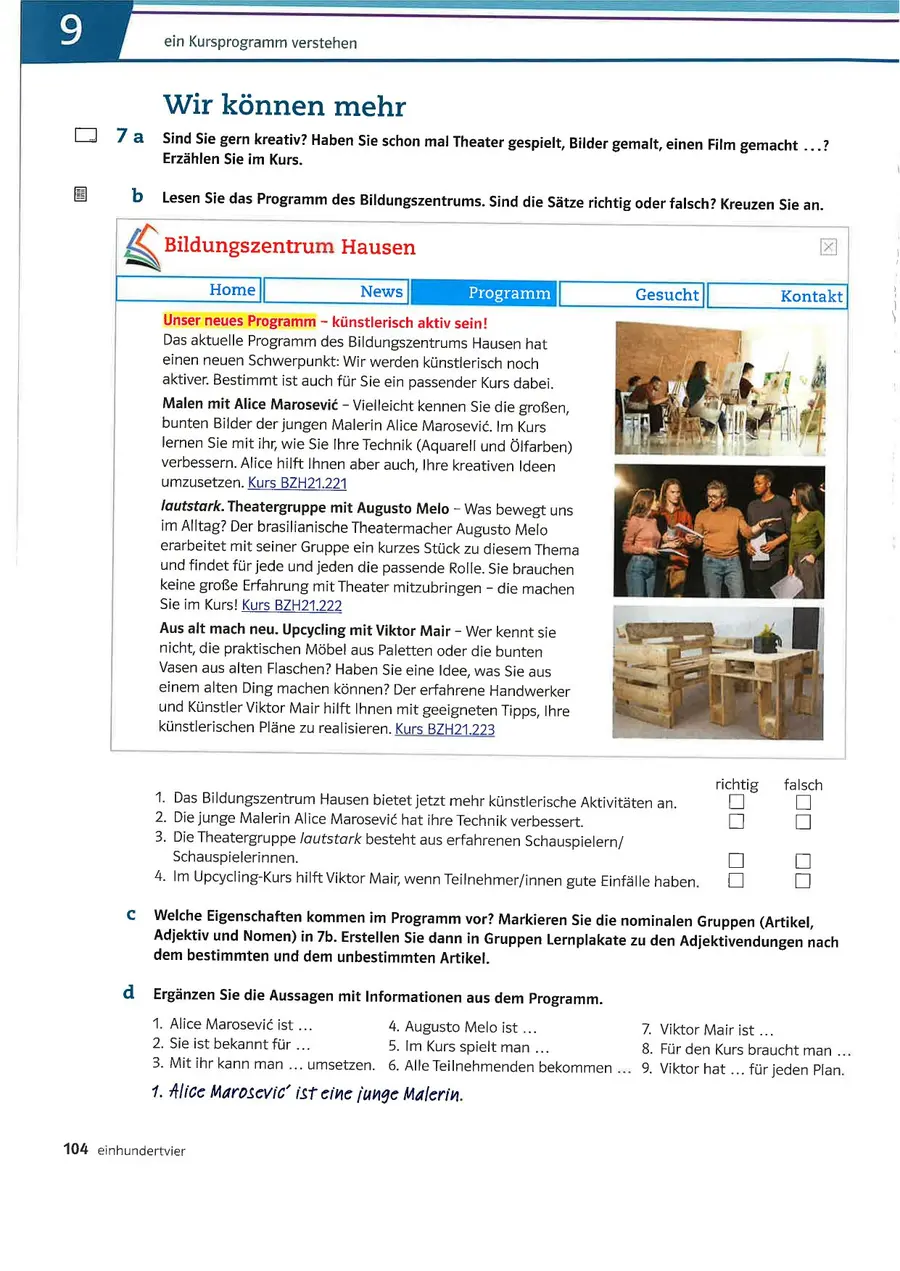 9
ein Kursprogramm verstehen
Wir können mehr
7 a Sind Sie gern kreativ? Haben Sie schon mal Theater gespielt, Bilder gemalt, einen Film gemacht ...?
Erzählen Sie im Kurs.
b Lesen Sie das Programm des Bildungszentrums. Sind die Sätze richtig oder falsch? Kreuzen Sie an.
Bildungszentrum Hausen
Home News Programm Gesucht Kontakt
Unser neues Programm – künstlerisch aktiv sein!
Das aktuelle Programm des Bildungszentrums Hausen hat
einen neuen Schwerpunkt: Wir werden künstlerisch noch
aktiver. Bestimmt ist auch für Sie ein passender Kurs dabei.
Malen mit Alice Marosević – Vielleicht kennen Sie die großen,
bunten Bilder der jungen Malerin Alice Marosević. Im Kurs
lernen Sie mit ihr, wie Sie Ihre Technik (Aquarell und Ölfarben)
verbessern. Alice hilft Ihnen aber auch, Ihre kreativen Ideen
umzusetzen. Kurs BZH21.221
lautstark. Theatergruppe mit Augusto Melo – Was bewegt uns
im Alltag? Der brasilianische Theatermacher Augusto Melo
erarbeitet mit seiner Gruppe ein kurzes Stück zu diesem Thema
und findet für jede und jeden die passende Rolle. Sie brauchen
keine große Erfahrung mit Theater mitzubringen – die machen
Sie im Kurs! Kurs BZH21.222
Aus alt mach neu. Upcycling mit Viktor Mair – Wer kennt sie
nicht, die praktischen Möbel aus Paletten oder die bunten
Vasen aus alten Flaschen? Haben Sie eine Idee, was Sie aus
einem alten Ding machen können? Der erfahrene Handwerker
und Künstler Viktor Mair hilft Ihnen mit geeigneten Tipps, Ihre
künstlerischen Pläne zu realisieren. Kurs BZH21.223
richtig falsch
1. Das Bildungszentrum Hausen bietet jetzt mehr künstlerische Aktivitäten an.
2. Die junge Malerin Alice Marosević hat ihre Technik verbessert.
3. Die Theatergruppe lautstark besteht aus erfahrenen Schauspielern/
Schauspielerinnen.
4. Im Upcycling-Kurs hilft Viktor Mair, wenn Teilnehmer/innen gute Einfälle haben.
c Welche Eigenschaften kommen im Programm vor? Markieren Sie die nominalen Gruppen (Artikel,
Adjektiv und Nomen) in 7b. Erstellen Sie dann in Gruppen Lernplakate zu den Adjektivendungen nach
dem bestimmten und dem unbestimmten Artikel.
d Ergänzen Sie die Aussagen mit Informationen aus dem Programm.
1. Alice Marosević ist ... 4. Augusto Melo ist ... 7. Viktor Mair ist ...
2. Sie ist bekannt für ... 5. Im Kurs spielt man ... 8. Für den Kurs braucht man ...
3. Mit ihr kann man ... umsetzen. 6. Alle Teilnehmenden bekommen ... 9. Viktor hat ... für jeden Plan.
1. Alice Marosević ist eine junge Malerin.
104 einhundertvier